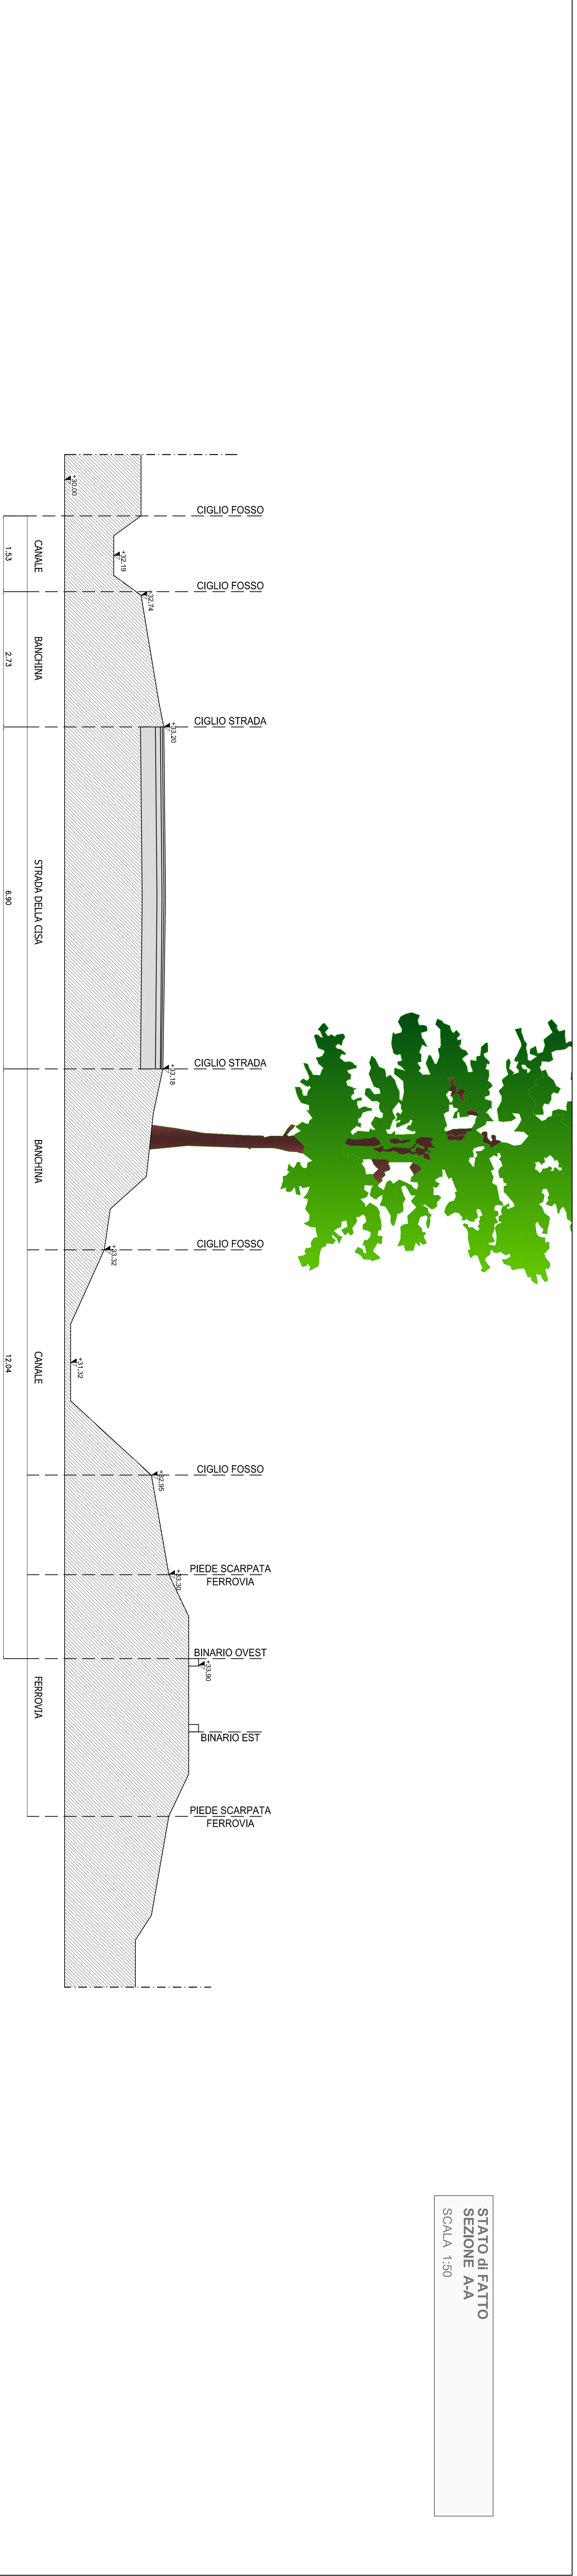 CIGLIO FOSSO
CIGLIO FOSSO
CIGLIO STRADA
CIGLIO STRADA
CIGLIO FOSSO
CIGLIO FOSSO
PIEDE SCARPATA
FERROVIA
BINARIO OVEST
BINARIO EST
PIEDE SCARPATA
FERROVIA
+30.00
+32.19
+32.74
+33.20
+33.18
+23.32
+31.32
+32.95
+33.30
+33.90
CANALE
BANCHINA
STRADA DELLA CISA
BANCHINA
CANALE
FERROVIA
1.53
2.73
6.90
12.04
STATO di FATTO
SEZIONE A-A
SCALA 1:50